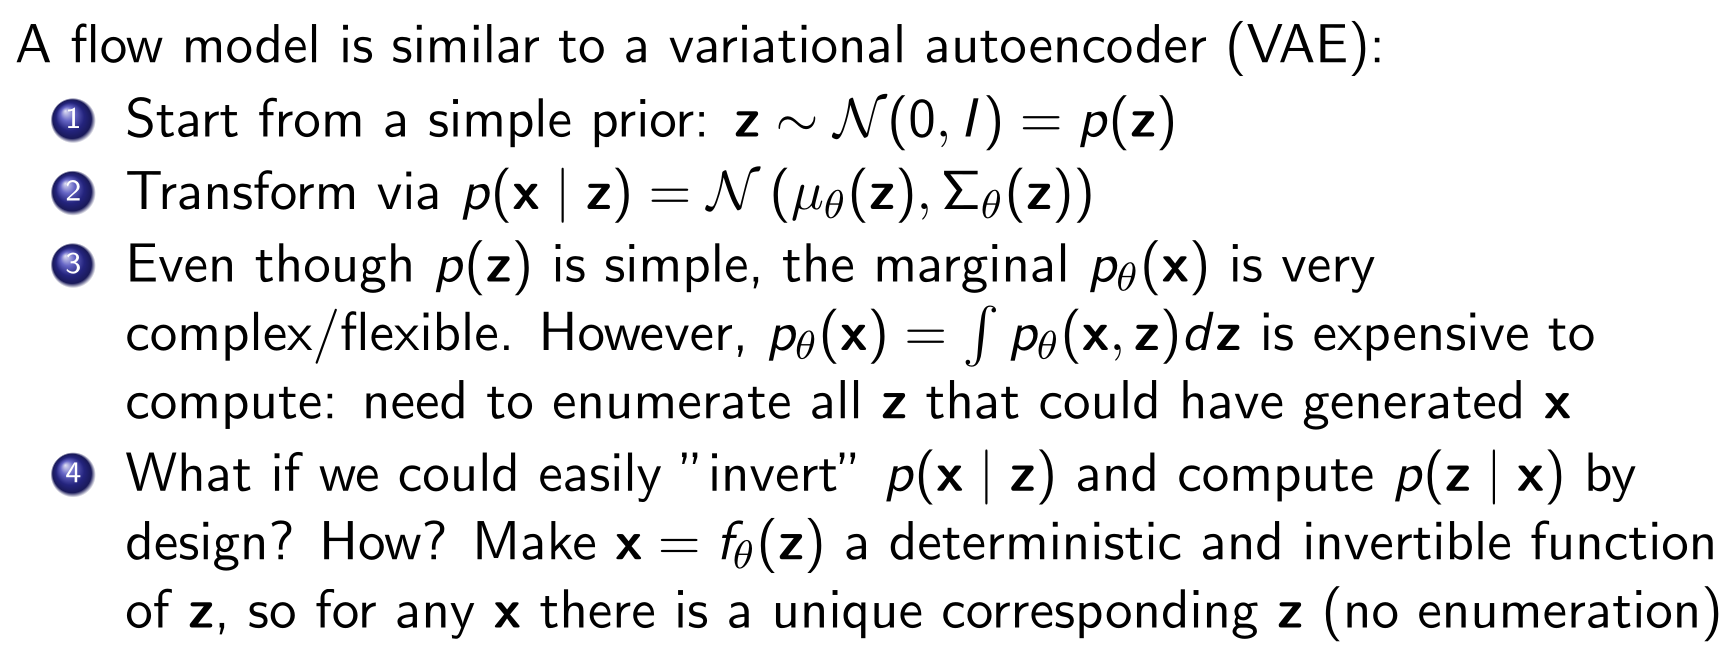 A flow model is similar to a variational autoencoder (VAE):
1 Start from a simple prior: z ∼ 𝒩(0, I) = p(z)
2 Transform via p(x | z) = 𝒩 (μθ(z), Σθ(z))
3 Even though p(z) is simple, the marginal pθ(x) is very
complex/flexible. However, pθ(x) = ∫ pθ(x, z)dz is expensive to
compute: need to enumerate all z that could have generated x
4 What if we could easily ”invert” p(x | z) and compute p(z | x) by
design? How? Make x = fθ(z) a deterministic and invertible function
of z, so for any x there is a unique corresponding z (no enumeration)